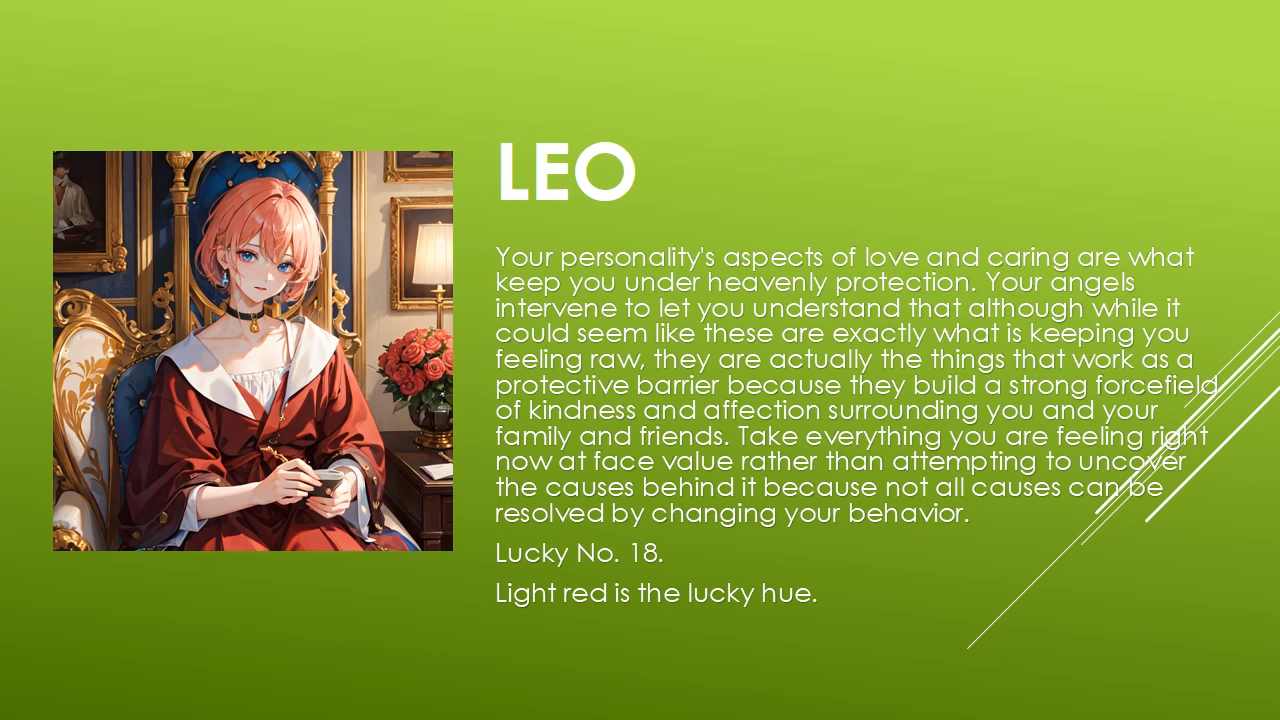 LEO
Your personality's aspects of love and caring are what
keep you under heavenly protection. Your angels
intervene to let you understand that although while it
could seem like these are exactly what is keeping you
feeling raw, they are actually the things that work as a
protective barrier because they build a strong forcefield
of kindness and affection surrounding you and your
family and friends. Take everything you are feeling right
now at face value rather than attempting to uncover
the causes behind it because not all causes can be
resolved by changing your behavior.
Lucky No. 18.
Light red is the lucky hue.